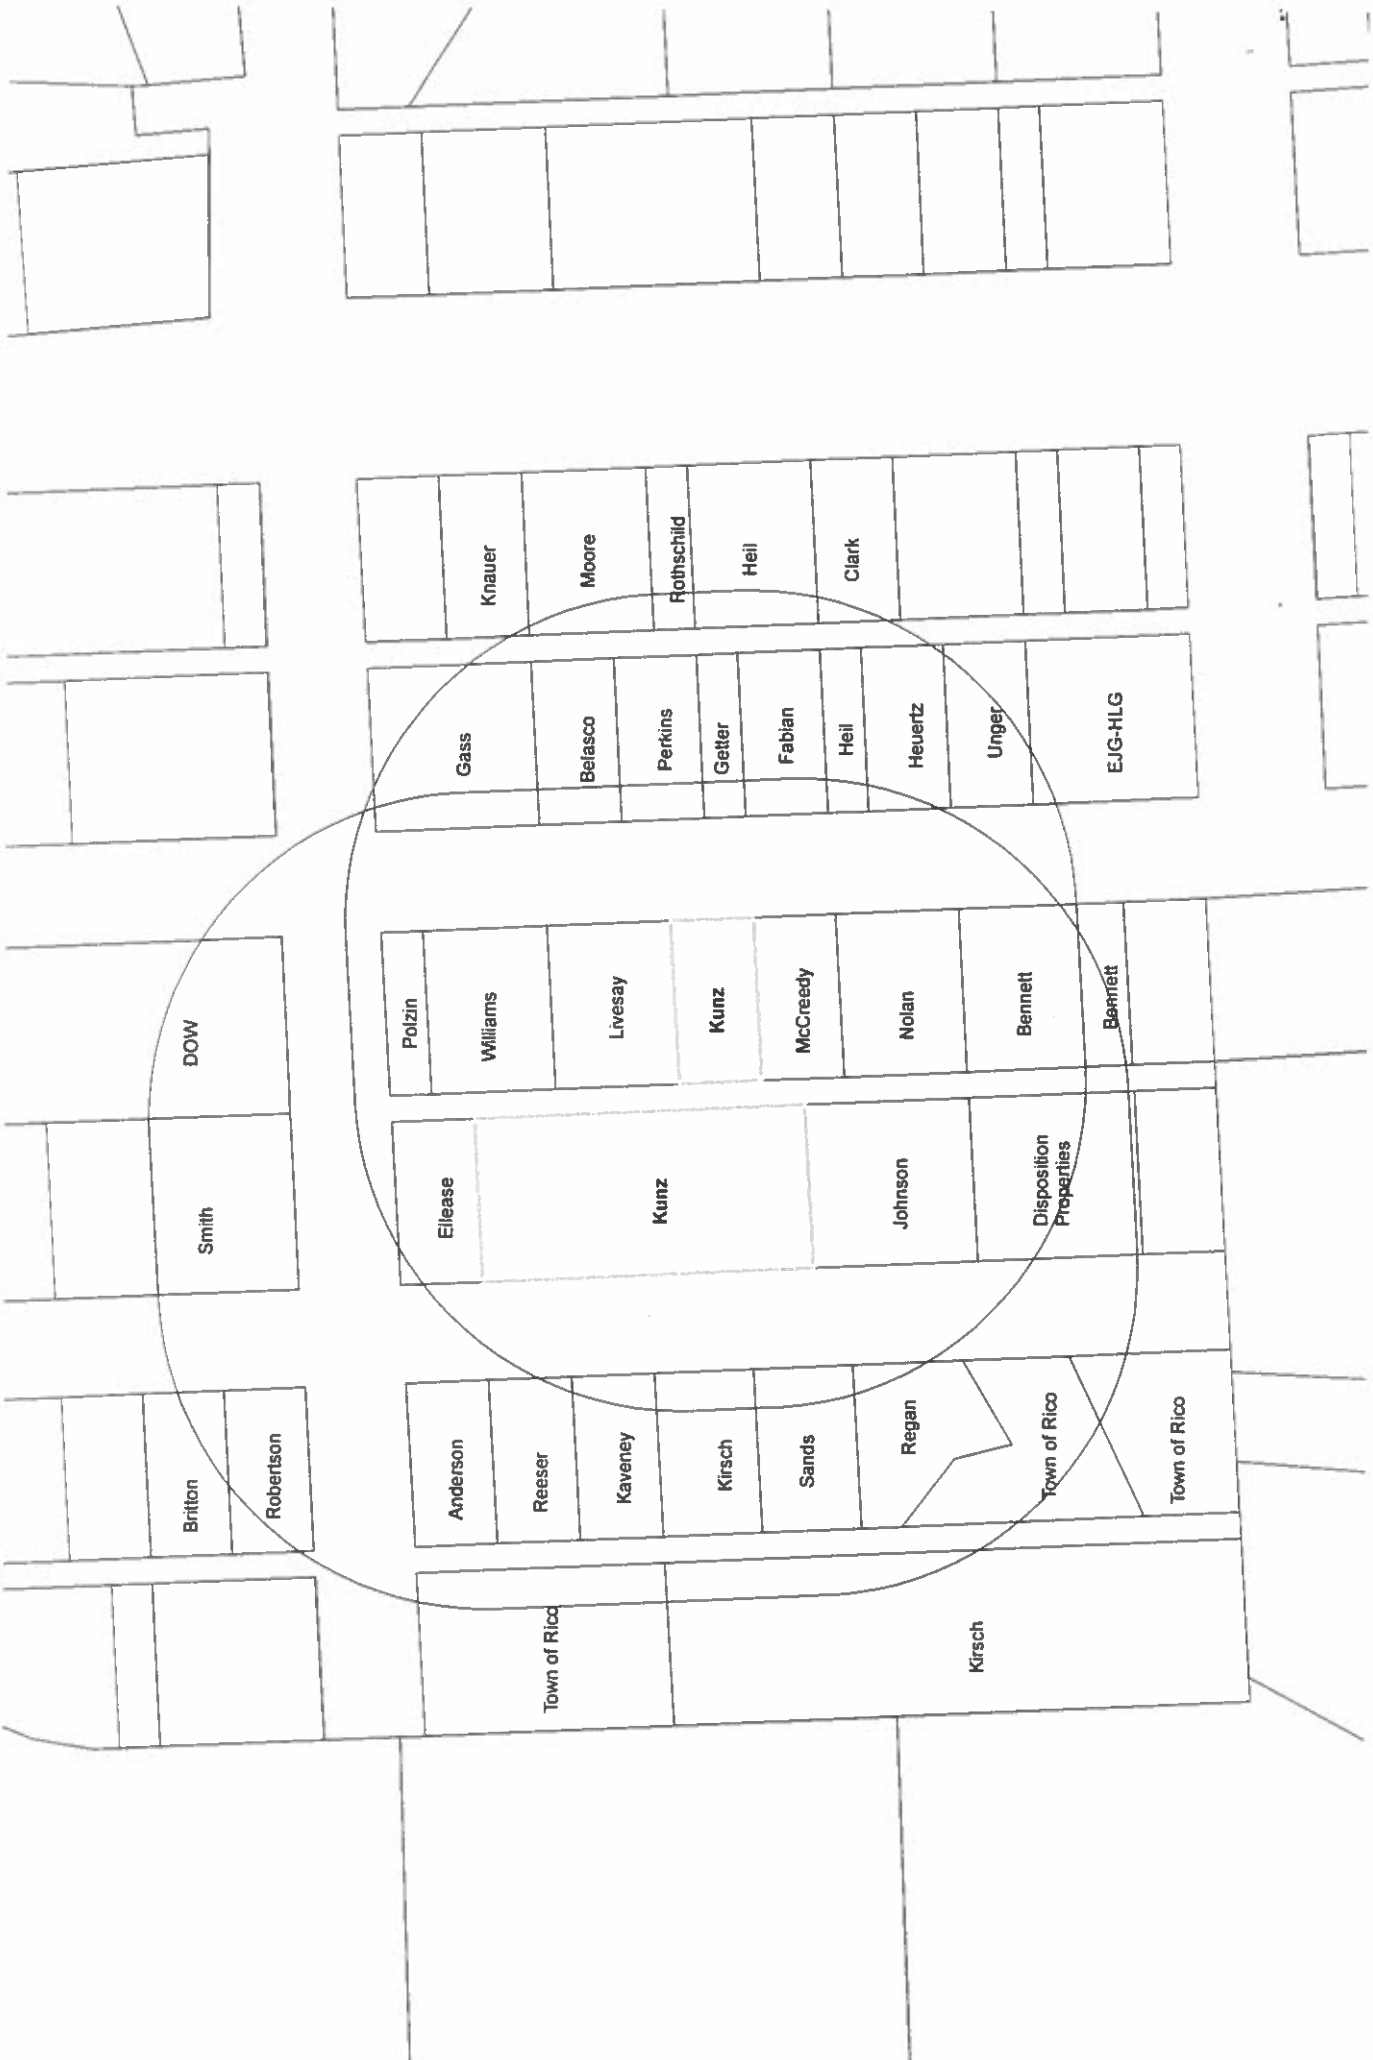 Knauer
Moore
Rothschild
Heil
Clark
Gass
Belasco
Perkins
Getter
Fabian
Heil
Heuertz
Unger
EJG-HLG
DOW
Polzin
Williams
Livesay
Kunz
McCreedy
Nolan
Bennett
Bennett
Smith
Ellease
Kunz
Johnson
Disposition
Properties
Britton
Robertson
Anderson
Reeser
Kaveney
Kirsch
Sands
Regan
Town of Rico
Town of Rico
Town of Rico
Kirsch